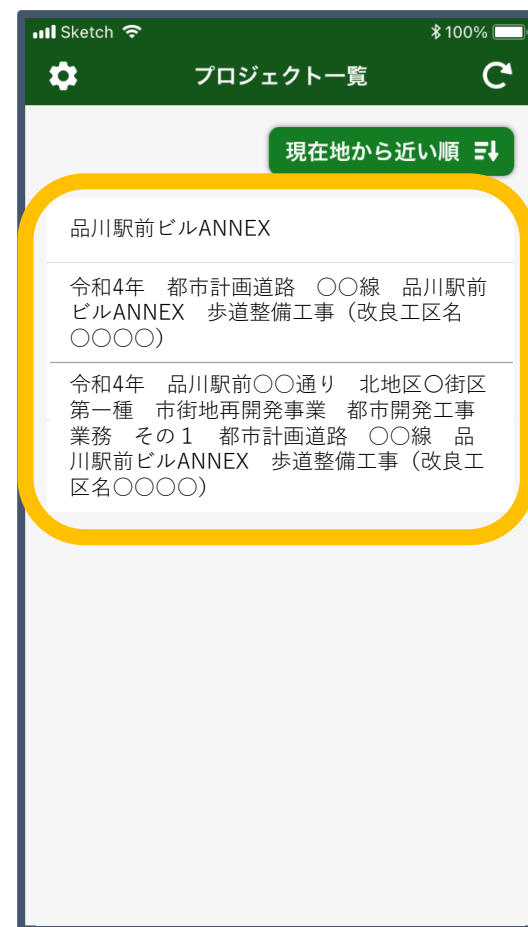 Sketch 100%
プロジェクト一覧
現在地から近い順
品川駅前ビルANNEX
令和4年　都市計画道路　〇〇線　品川駅前
ビルANNEX　歩道整備工事（改良工区名
〇〇〇〇）
令和4年　品川駅前〇〇通り　北地区〇街区
第一種　市街地再開発事業　都市開発工事
業務　その１　都市計画道路　〇〇線　品
川駅前ビルANNEX　歩道整備工事（改良工
区名〇〇〇〇）